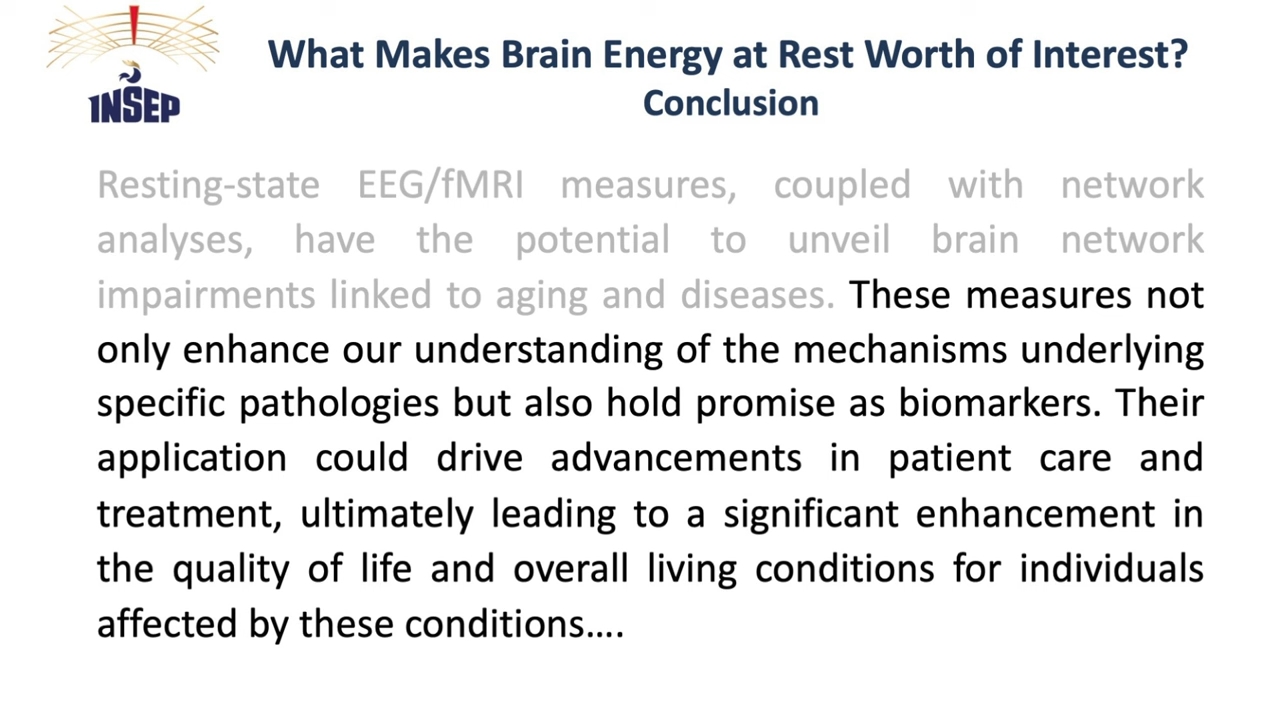 INSEP
What Makes Brain Energy at Rest Worth of Interest?
Conclusion
Resting-state EEG/fMRI measures, coupled with network
analyses, have the potential to unveil brain network
impairments linked to aging and diseases. These measures not
only enhance our understanding of the mechanisms underlying
specific pathologies but also hold promise as biomarkers. Their
application could drive advancements in patient care and
treatment, ultimately leading to a significant enhancement in
the quality of life and overall living conditions for individuals
affected by these conditions....